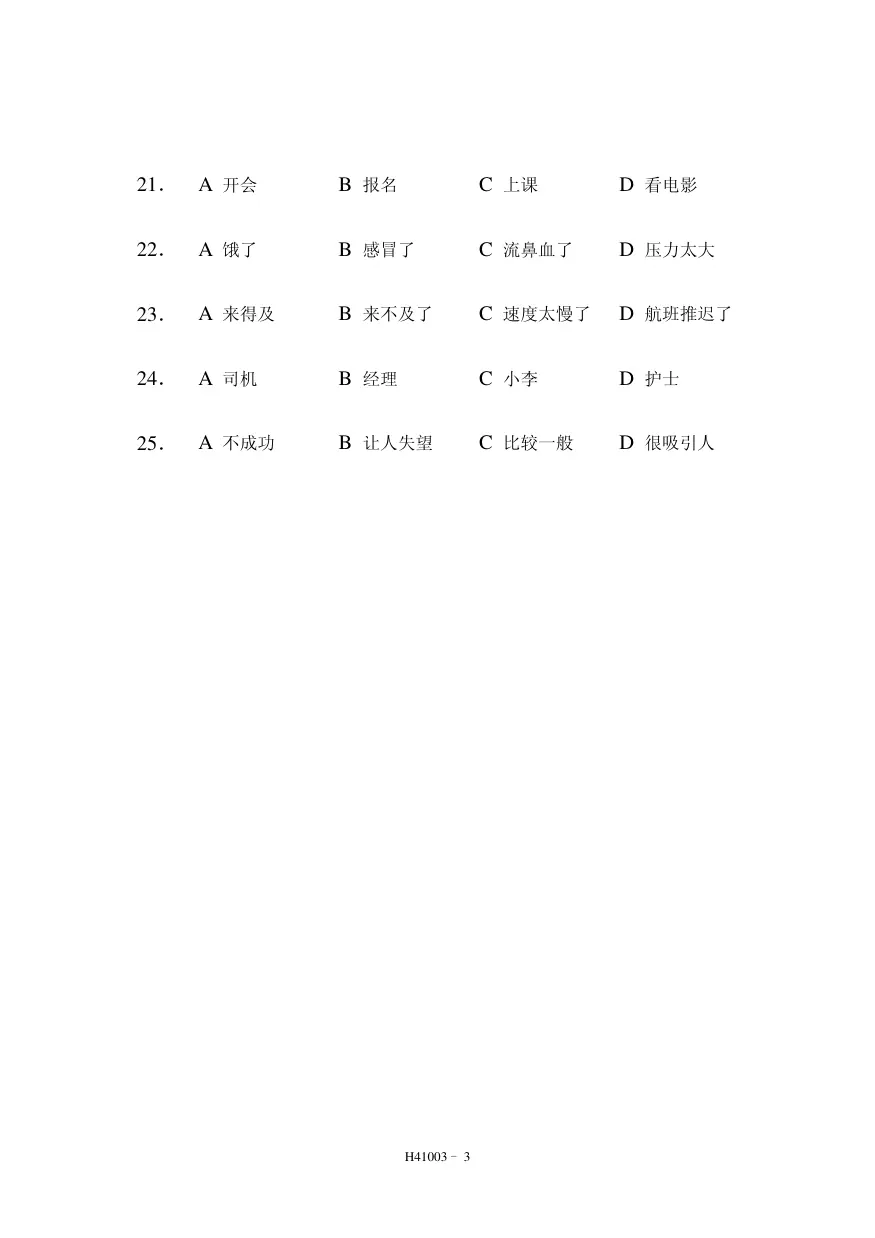 21． A 开会 B 报名 C 上课 D 看电影
22． A 饿了 B 感冒了 C 流鼻血了 D 压力太大
23． A 来得及 B 来不及了 C 速度太慢了 D 航班推迟了
24． A 司机 B 经理 C 小李 D 护士
25． A 不成功 B 让人失望 C 比较一般 D 很吸引人
H41003－ 3